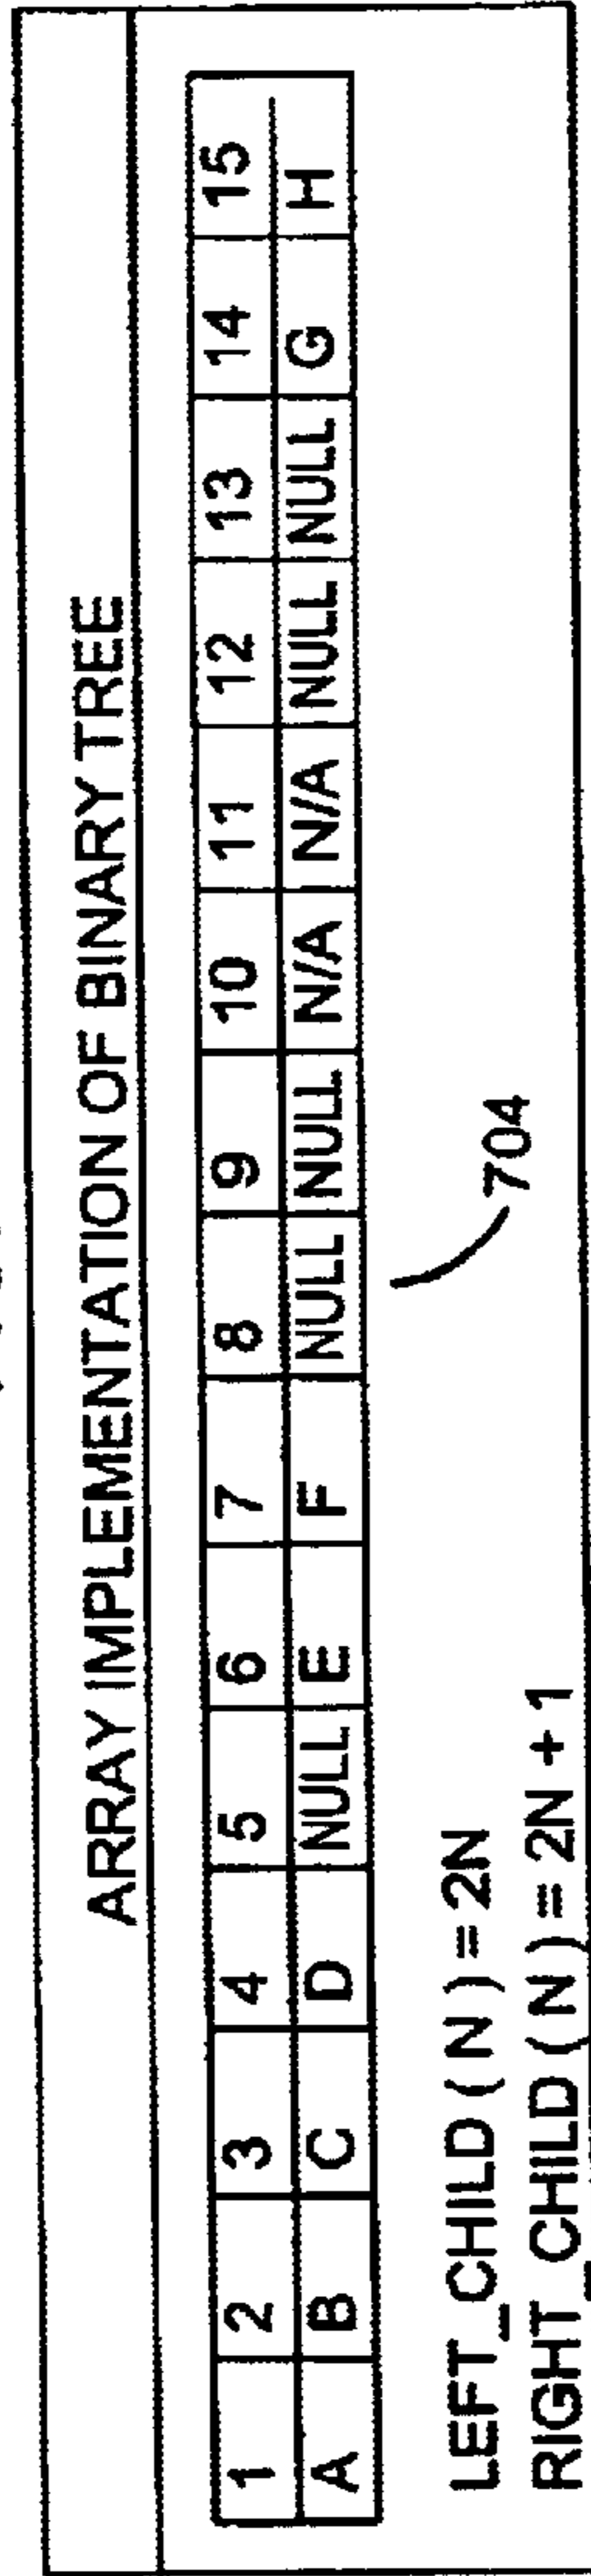 ARRAY IMPLEMENTATION OF BINARY TREE
1 2 3 4 5 6 7 8 9 10 11 12 13 14 15
A B C D NULL E F NULL NULL N/A N/A NULL NULL G H
704
LEFT_CHILD ( N ) = 2N
RIGHT_CHILD ( N ) = 2N + 1